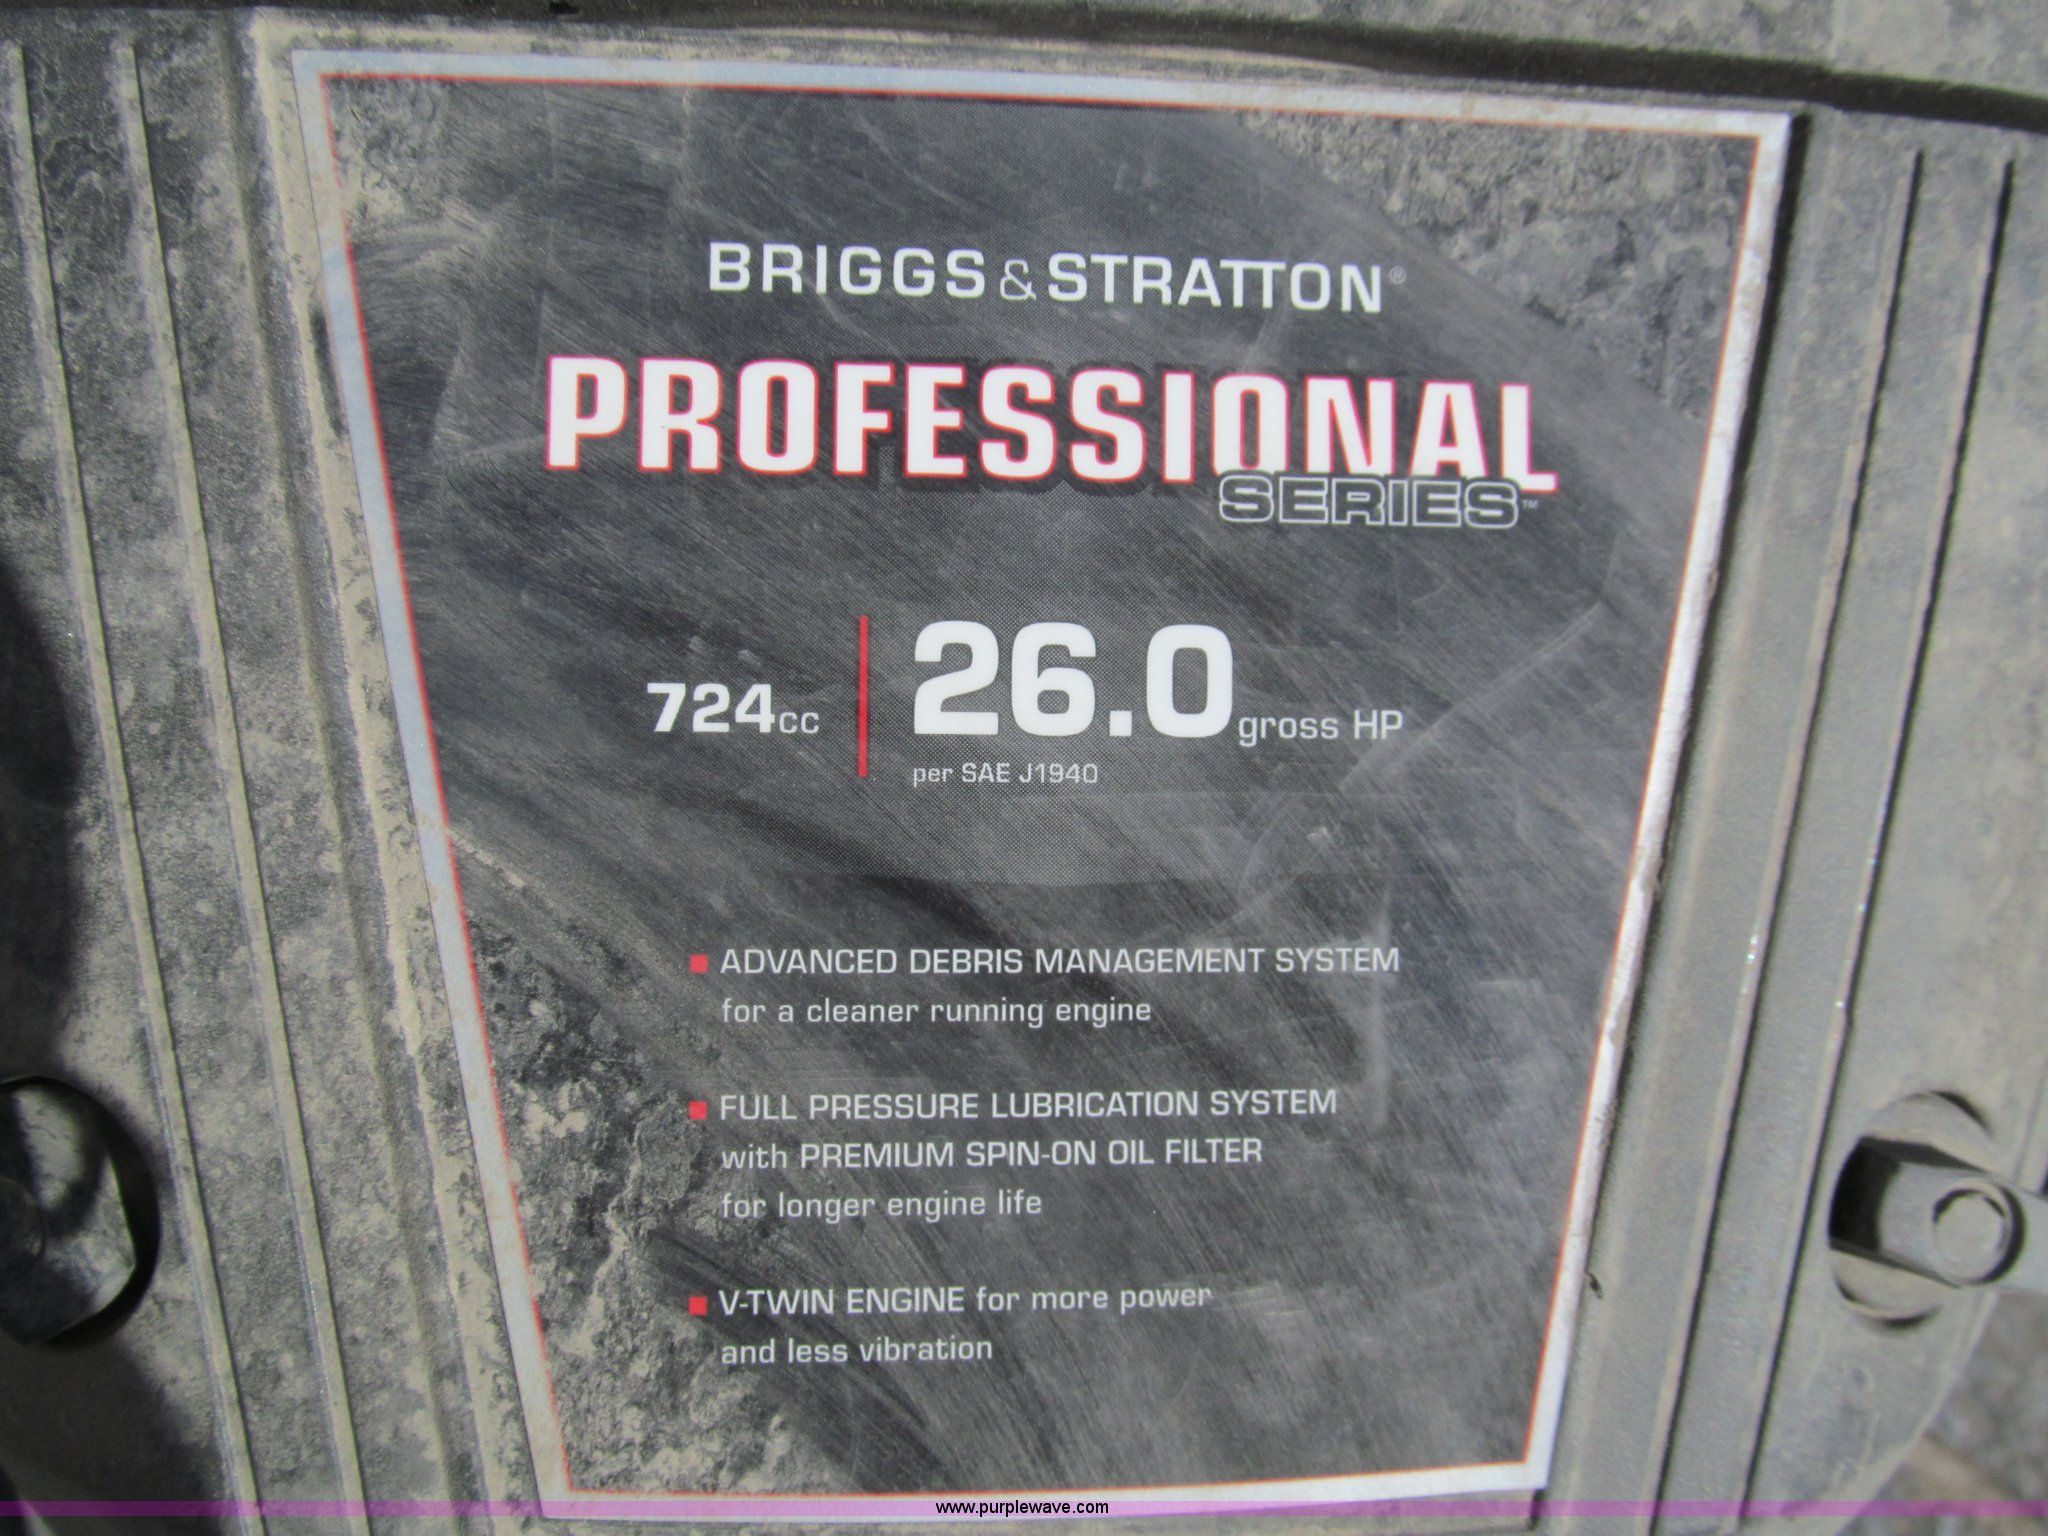 BRIGGS & STRATTON®
PROFESSIONAL
SERIES™
724cc | 26.0 gross HP
per SAE J1940
ADVANCED DEBRIS MANAGEMENT SYSTEM
for a cleaner running engine
FULL PRESSURE LUBRICATION SYSTEM
with PREMIUM SPIN-ON OIL FILTER
for longer engine life
V-TWIN ENGINE for more power
and less vibration
www.purplewave.com